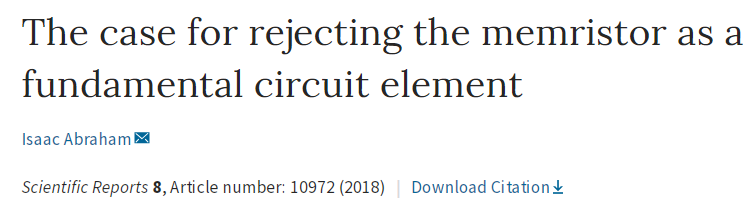 The case for rejecting the memristor as a
fundamental circuit element
Isaac Abraham
Scientific Reports 8, Article number: 10972 (2018) | Download Citation